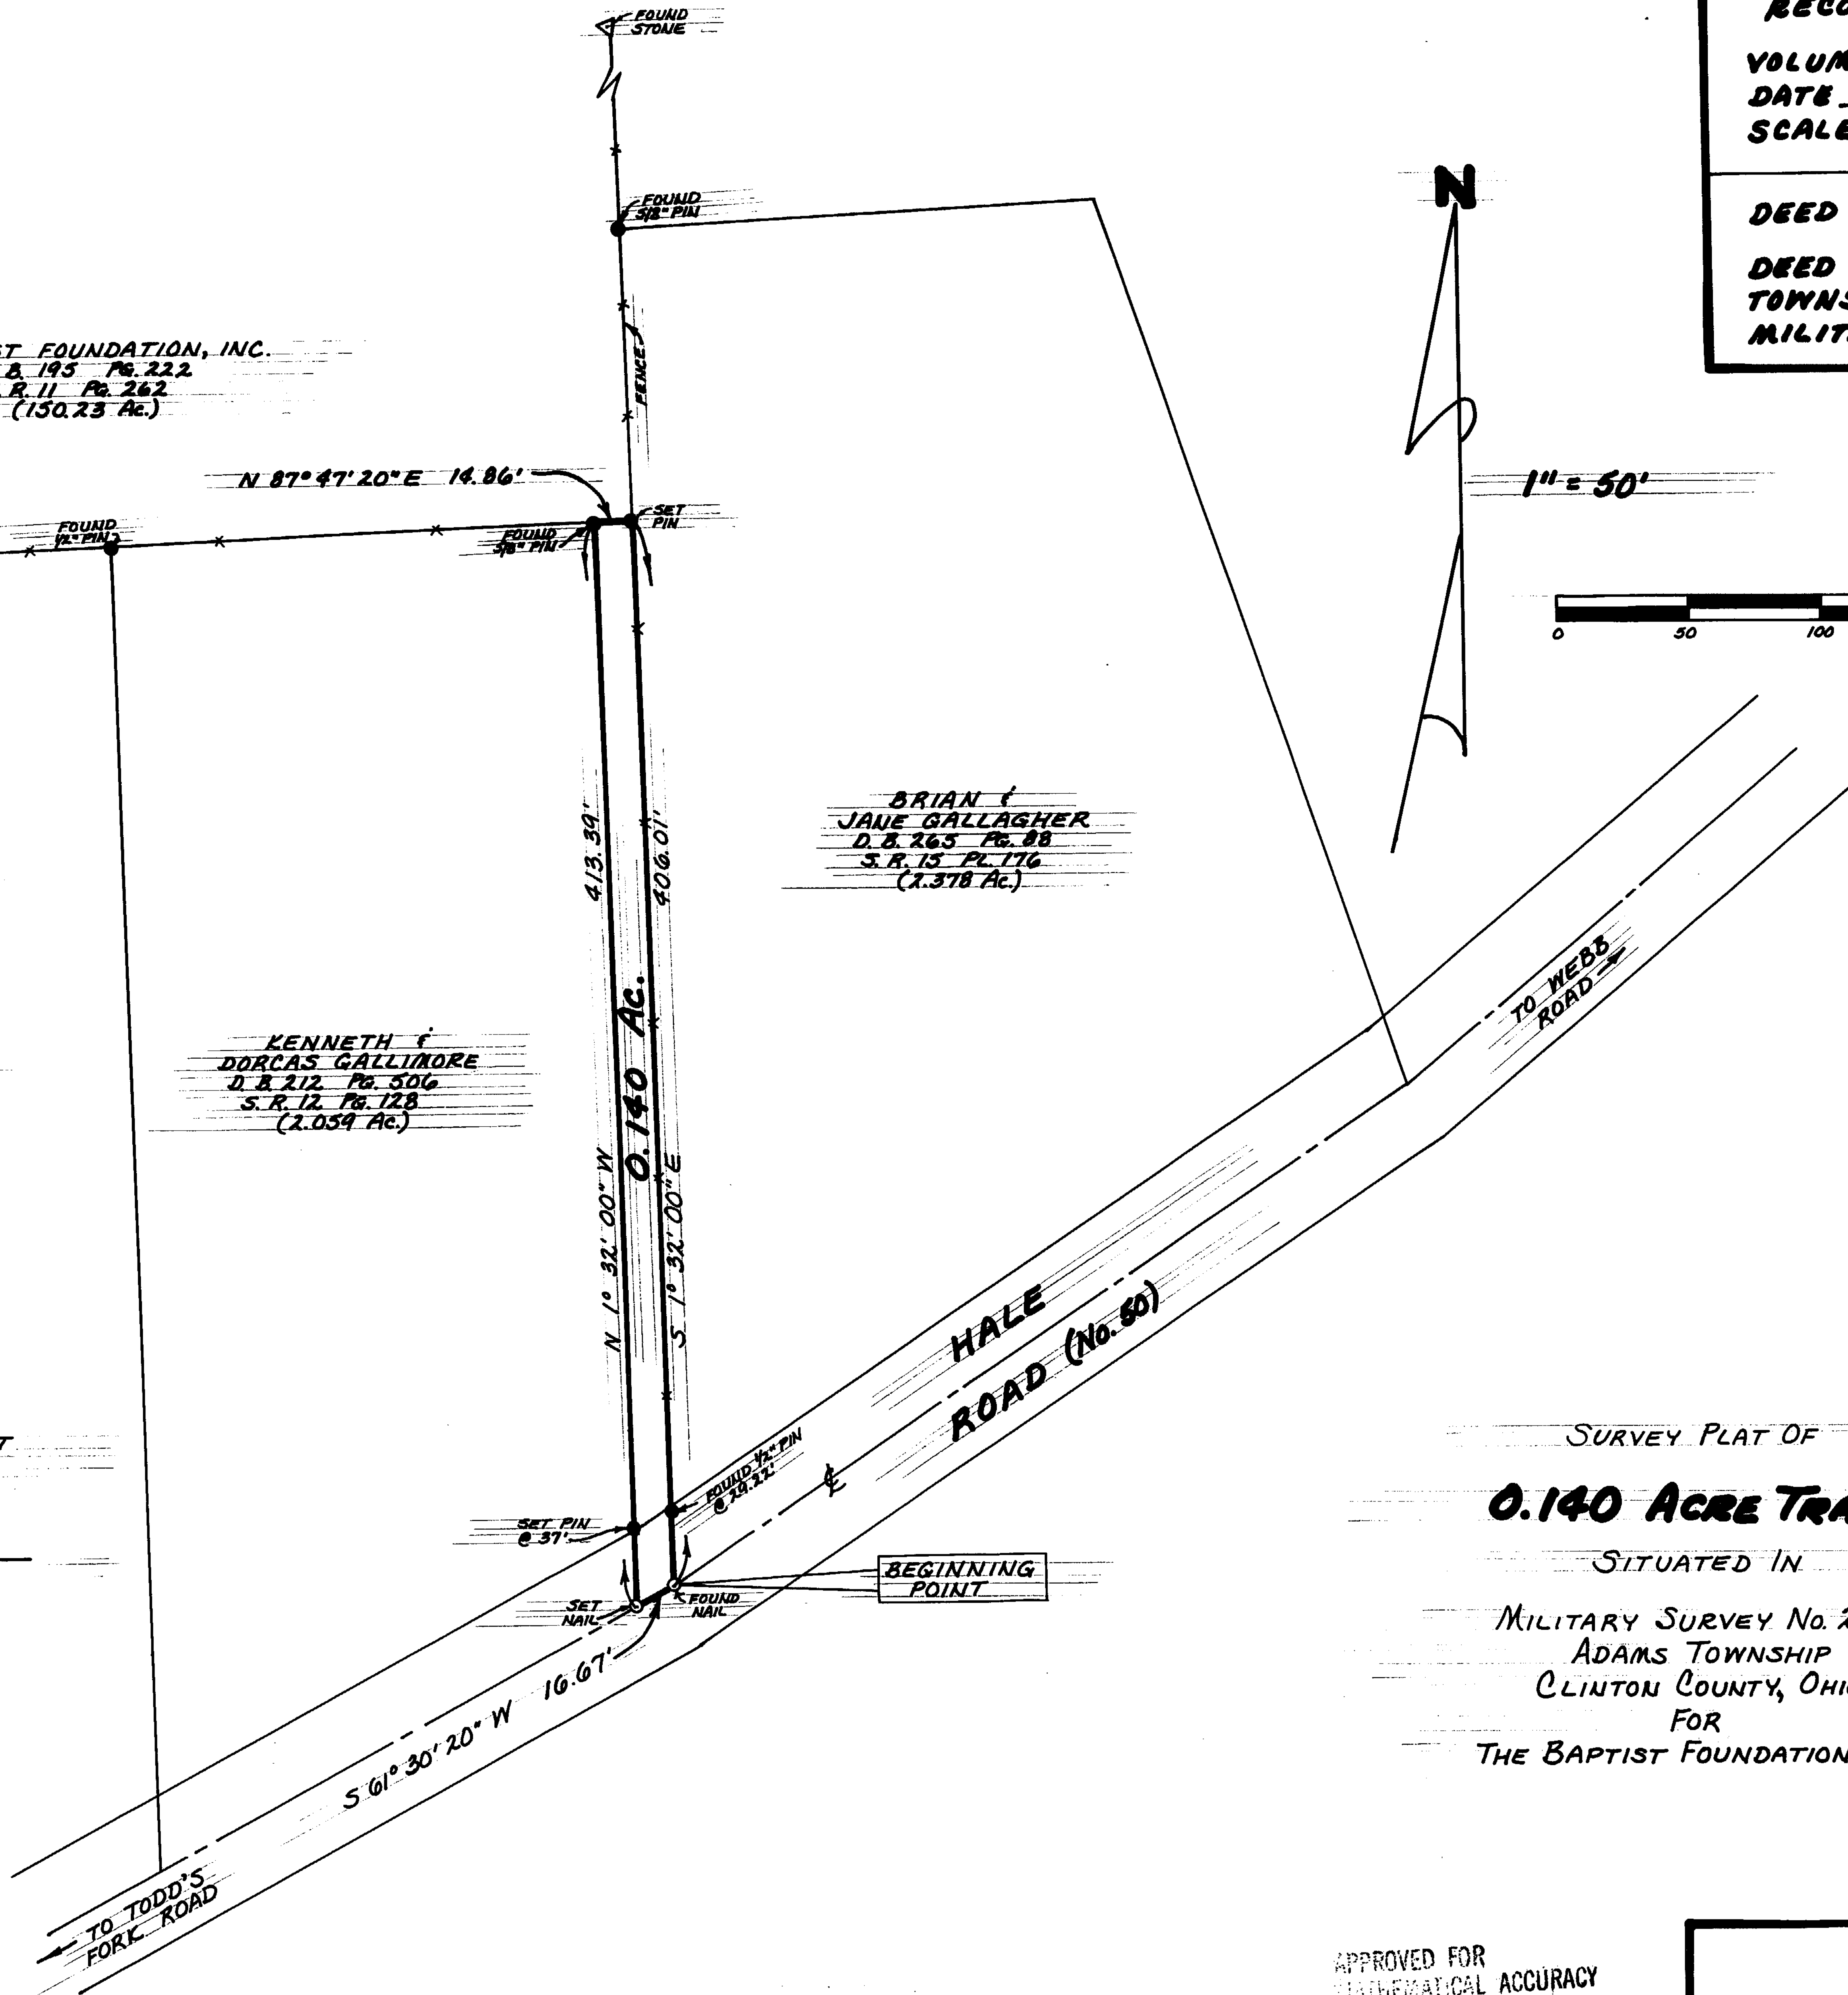 FOUND
STONE
RECO
VOLUM
DATE
SCALE
DEED
DEED
TOWNS
MILIT
FOUND
5/8" PIN
N
T FOUNDATION, INC.
B. 195 PG. 222
R. 11 PG. 262
(150.23 Ac.)
FENCE
N 87° 47' 20" E 14.86'
1" = 50'
FOUND
1/2" PIN
FOUND
5/8" PIN
SET
PIN
0 50 100
BRIAN &
JANE GALLAGHER
D. B. 265 PG. 88
S. R. 15 PL. 176
(2.378 Ac.)
413.39'
406.01'
0.140 Ac.
N 1° 32' 00" W
S 1° 32' 00" E
KENNETH &
DORCAS GALLIMORE
D. B. 212 PG. 506
S. R. 12 PG. 128
(2.059 Ac.)
TO WEBB
ROAD
HALE
ROAD (No. 50)
T
FOUND 1/2" PIN
@ 29.22'
SET PIN
@ 37'
BEGINNING
POINT
SET
NAIL
FOUND
NAIL
S 61° 30' 20" W 16.67'
TO TODD'S
FORK ROAD
SURVEY PLAT OF
0.140 ACRE TRA
SITUATED IN
MILITARY SURVEY No. 2
ADAMS TOWNSHIP
CLINTON COUNTY, OHI
FOR
THE BAPTIST FOUNDATION
APPROVED FOR
MATHEMATICAL ACCURACY